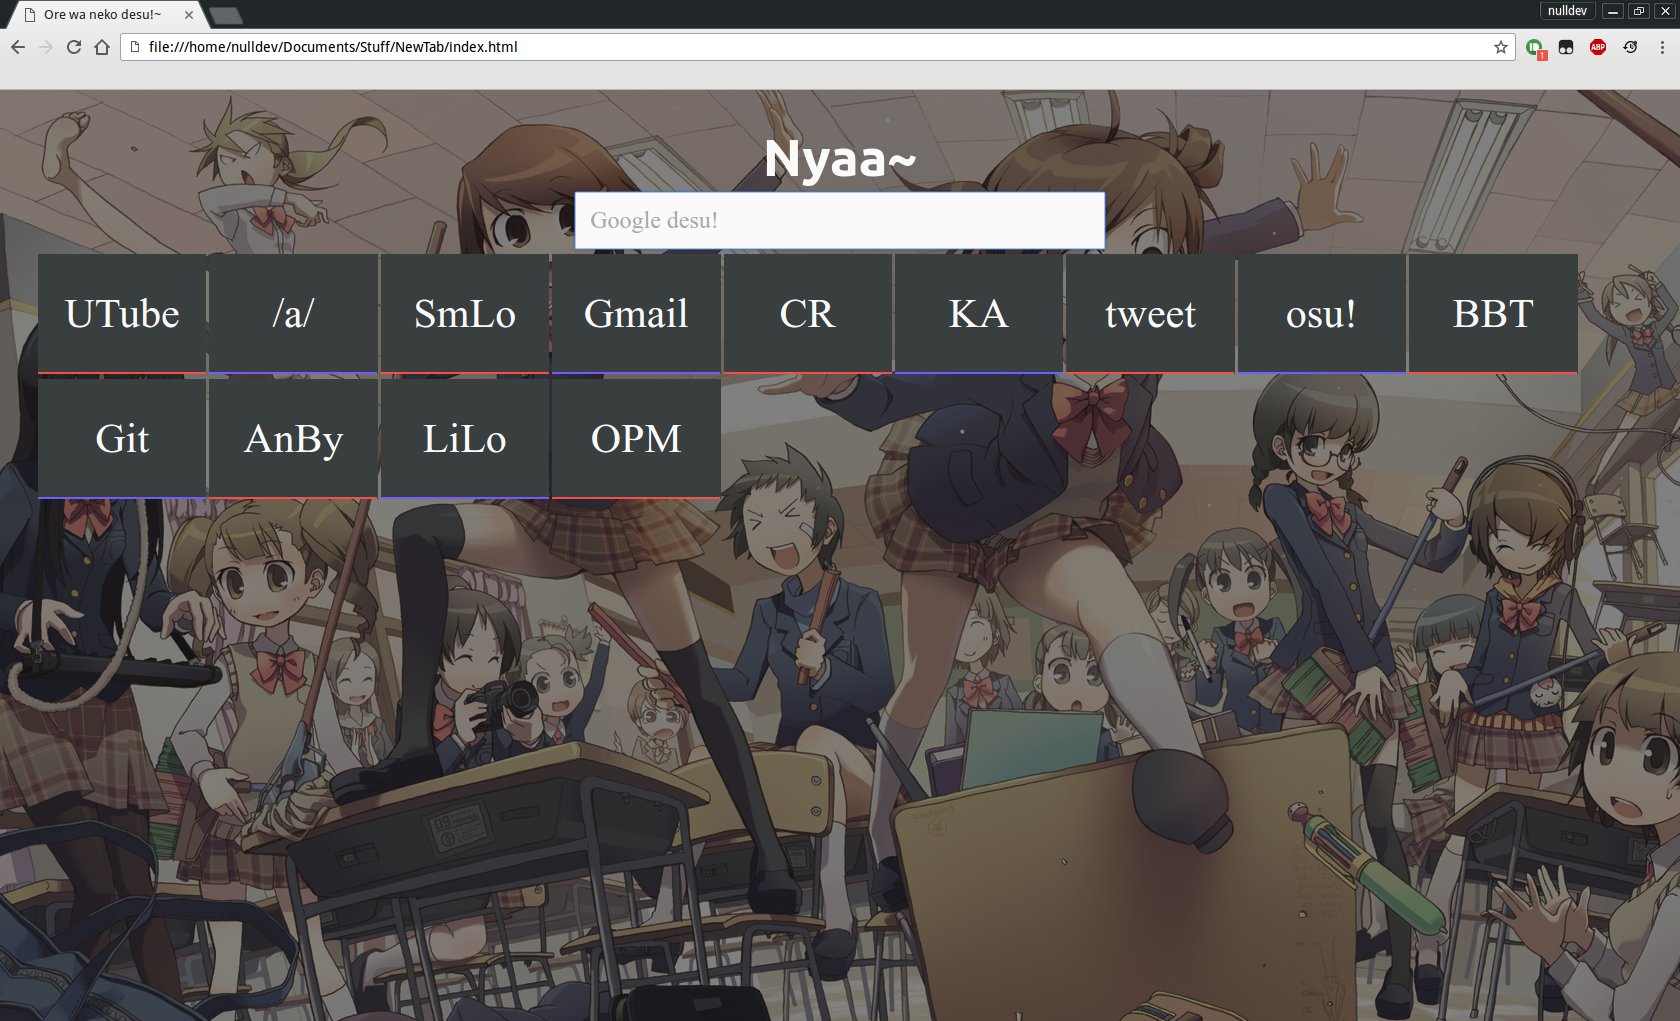 Ore wa neko desu!~
nulldev
file:///home/nulldev/Documents/Stuff/NewTab/index.html
ABP
1
Nyaa~
Google desu!
UTube /a/ SmLo Gmail CR KA tweet osu! BBT
Git AnBy LiLo OPM